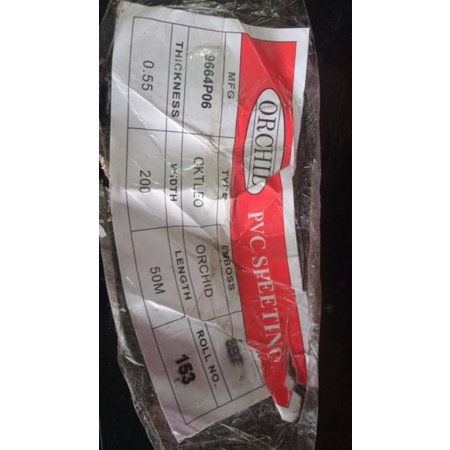 ORCHID PVC SHEETING
MFG TYPE EMBOSS
9664P06 CKTLEO ORCHID
THICKNESS WIDTH LENGTH ROLL NO.
0.55 200 50M 153